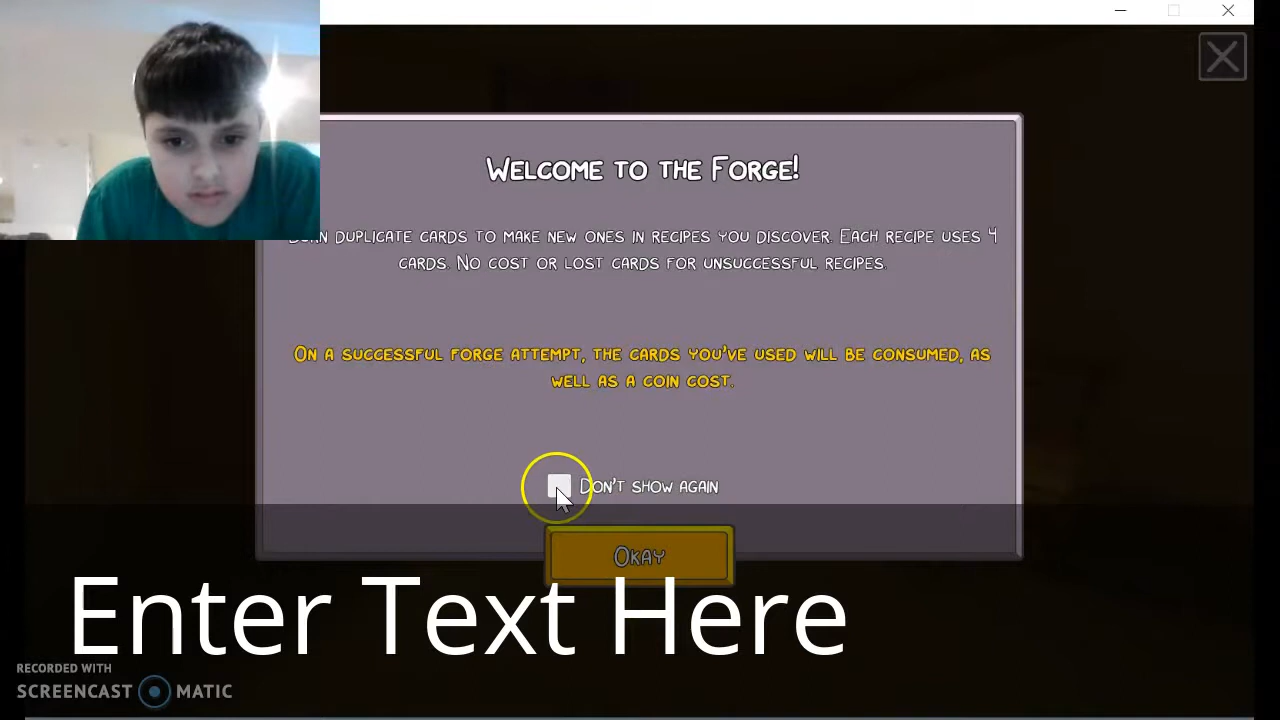 Welcome to the Forge!
duplicate cards to make new ones in recipes you discover. Each recipe uses 4
cards. No cost or lost cards for unsuccessful recipes.
On a successful forge attempt, the cards you've used will be consumed, as
well as a coin cost.
Don't show again
Okay
Enter Text Here
RECORDED WITH
SCREENCAST MATIC